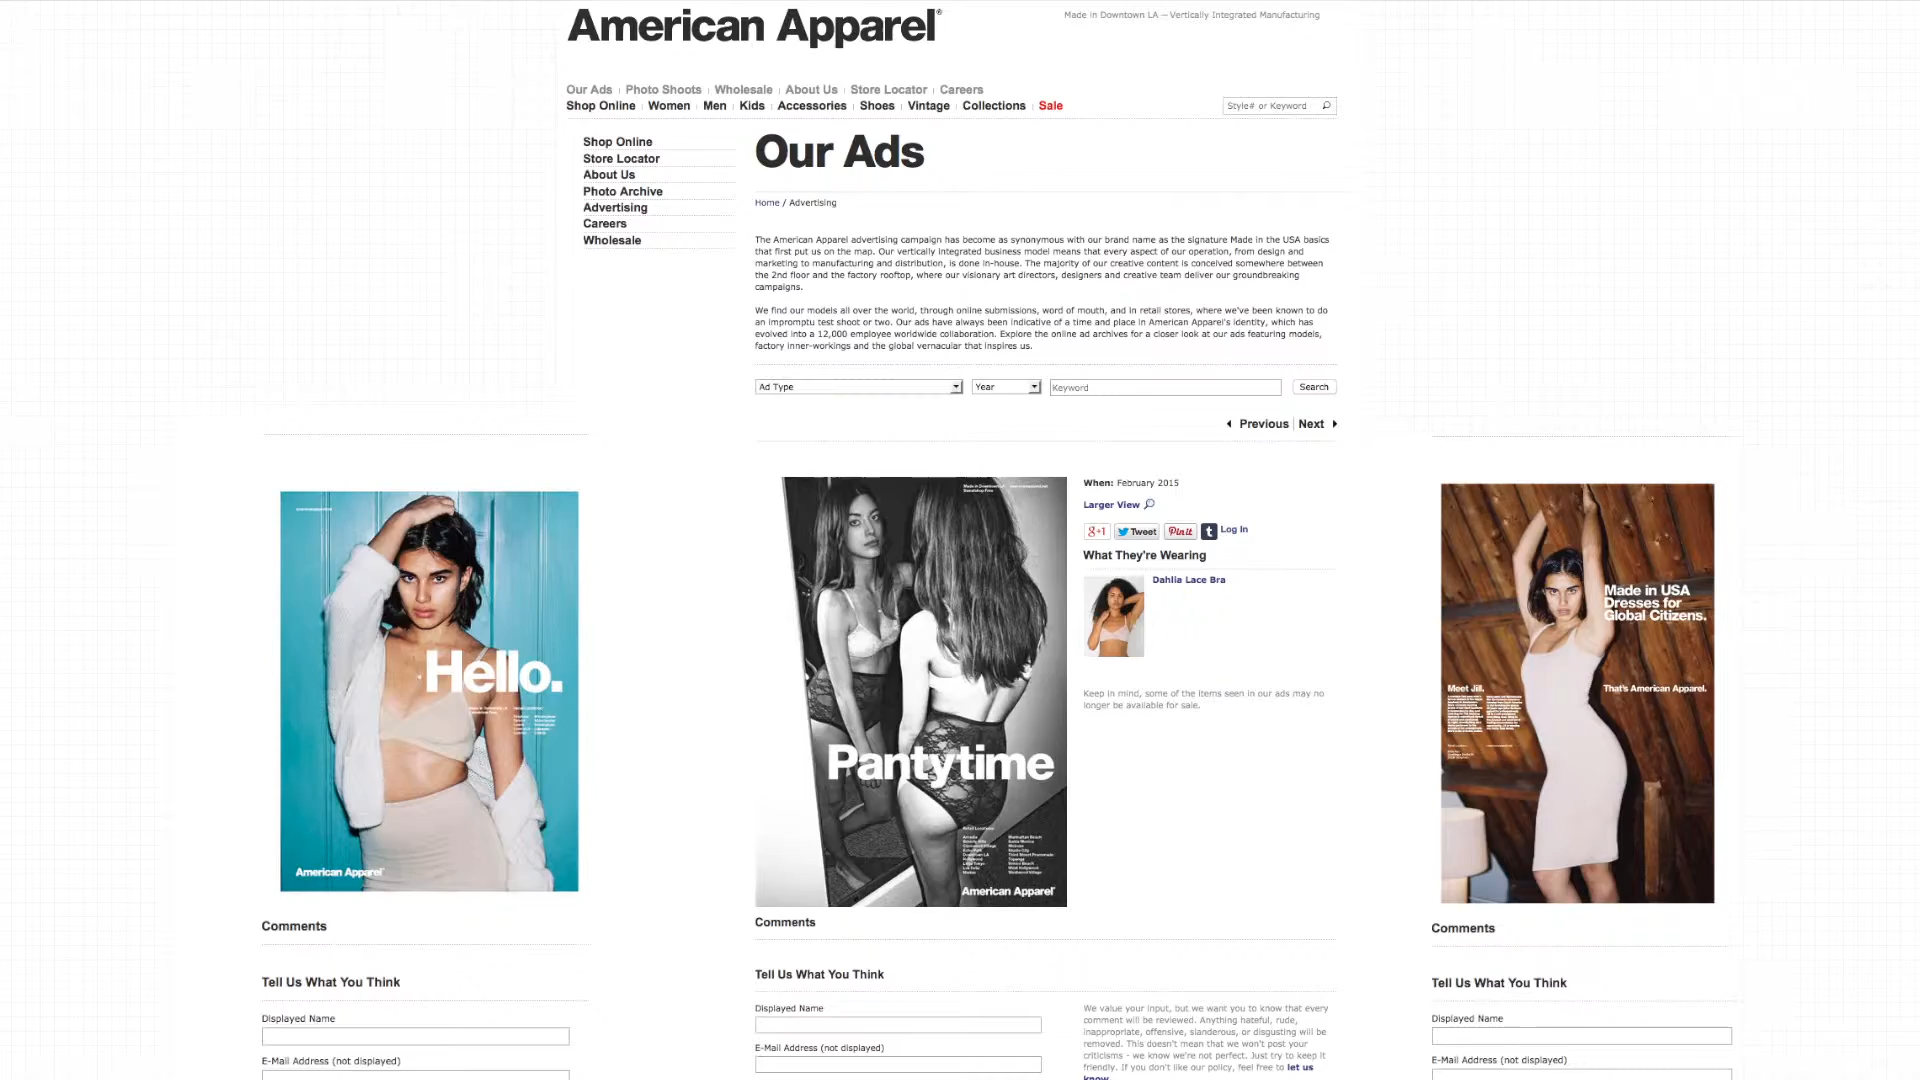 American Apparel®
Made in Downtown LA — Vertically Integrated Manufacturing
Our Ads | Photo Shoots | Wholesale | About Us | Store Locator | Careers
Shop Online | Women | Men | Kids | Accessories | Shoes | Vintage | Collections | Sale
Style# or Keyword
Shop Online
Store Locator
About Us
Photo Archive
Advertising
Careers
Wholesale
Our Ads
Home / Advertising
The American Apparel advertising campaign has become as synonymous with our brand name as the signature Made in the USA basics
that first put us on the map. Our vertically integrated business model means that every aspect of our operation, from design and
marketing to manufacturing and distribution, is done in-house. The majority of our creative content is conceived somewhere between
the 2nd floor and the factory rooftop, where our visionary art directors, designers and creative team deliver our groundbreaking
campaigns.
We find our models all over the world, through online submissions, word of mouth, and in retail stores, where we've been known to do
an impromptu test shoot or two. Our ads have always been indicative of a time and place in American Apparel's identity, which has
evolved into a 12,000 employee worldwide collaboration. Explore the online ad archives for a closer look at our ads featuring models,
factory inner-workings and the global vernacular that inspires us.
Ad Type
Year
Keyword
Search
Previous | Next
Hello.
American Apparel
Comments
Tell Us What You Think
Displayed Name
E-Mail Address (not displayed)
Pantytime
American Apparel
When: February 2015
Larger View
g+1
Tweet
Pin it
t
Log In
What They're Wearing
Dahlia Lace Bra
Keep in mind, some of the items seen in our ads may no
longer be available for sale.
Comments
Tell Us What You Think
Displayed Name
E-Mail Address (not displayed)
We value your input, but we want you to know that every
comment will be reviewed. Anything hateful, rude,
inappropriate, offensive, slanderous, or disgusting will be
removed. This doesn't mean that we won't post your
criticisms - we know we're not perfect. Just try to keep it
friendly. If you don't like our policy, feel free to let us
know
Made in USA
Dresses for
Global Citizens.
Meet Jill.
That's American Apparel.
Comments
Tell Us What You Think
Displayed Name
E-Mail Address (not displayed)